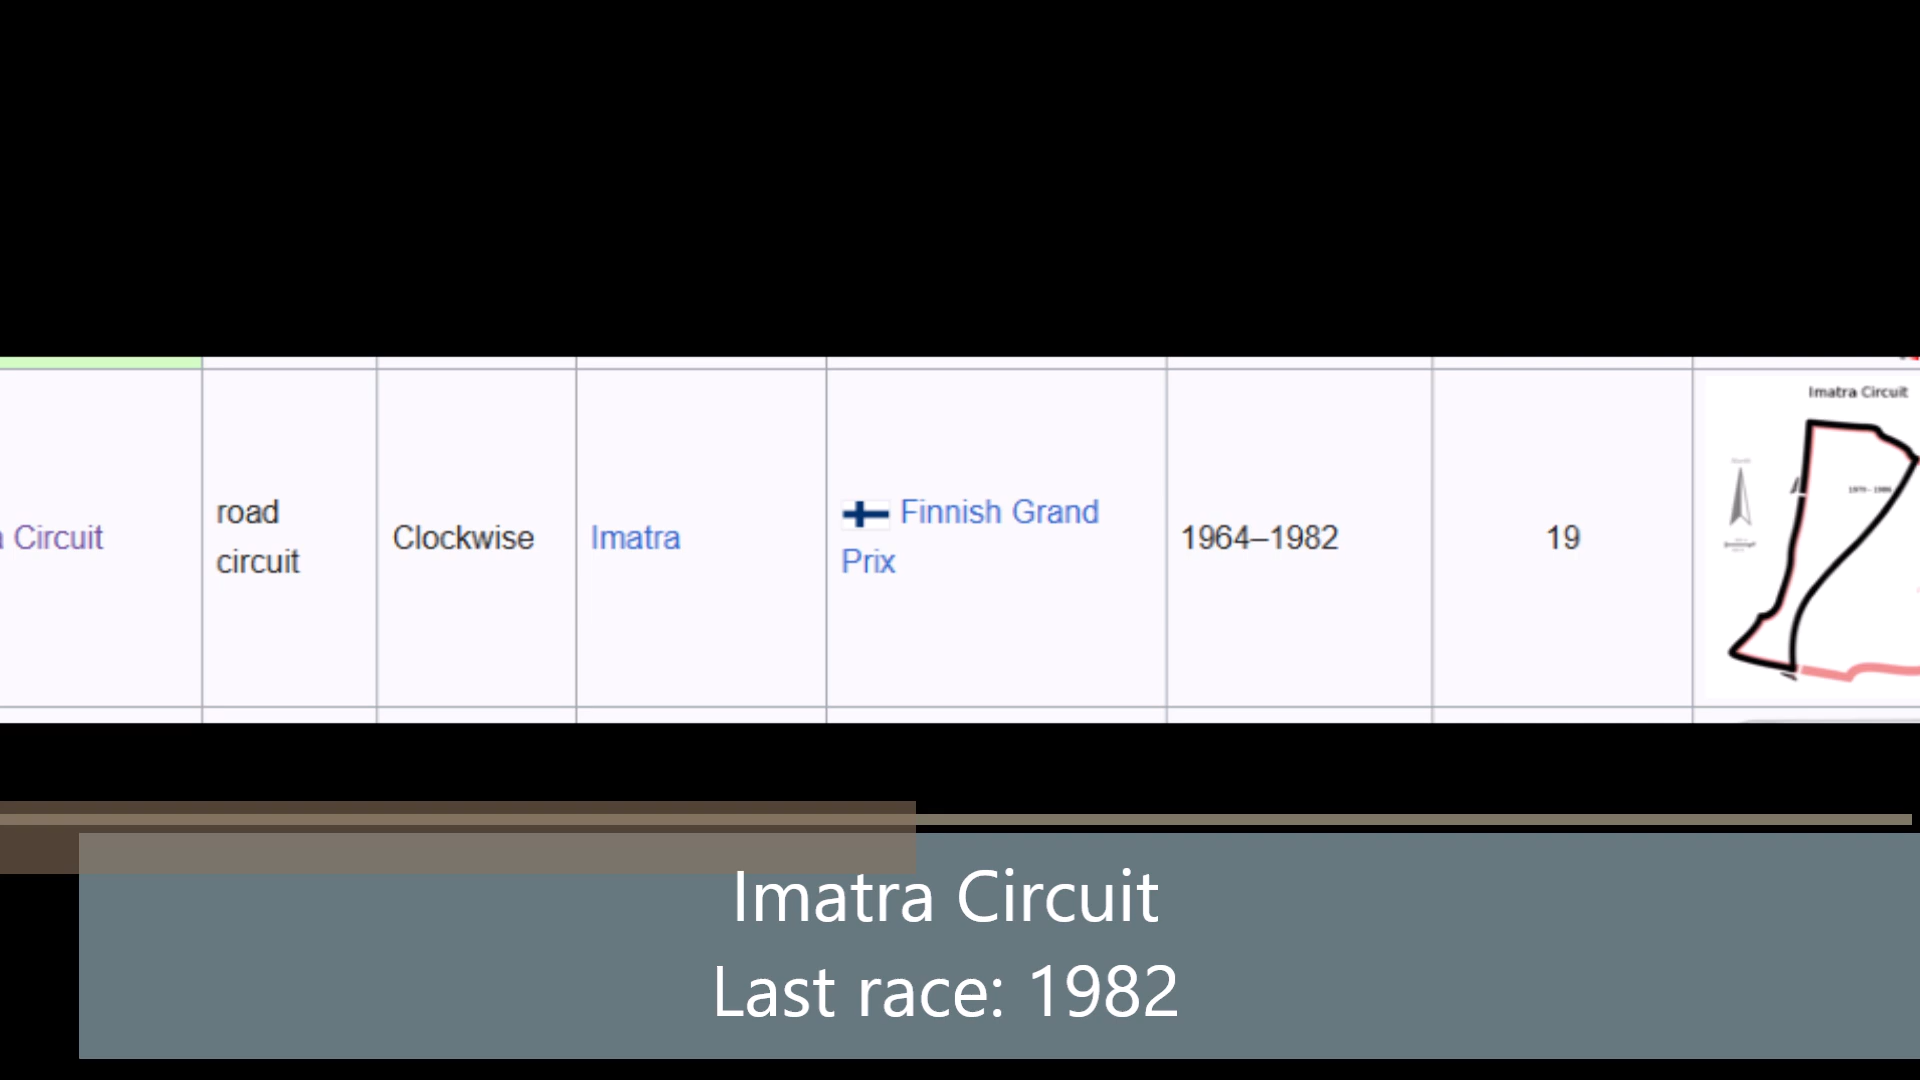 Imatra Circuit
Circuit
road
circuit
Clockwise
Imatra
Finnish Grand
Prix
1964–1982
19
Imatra Circuit
Last race: 1982